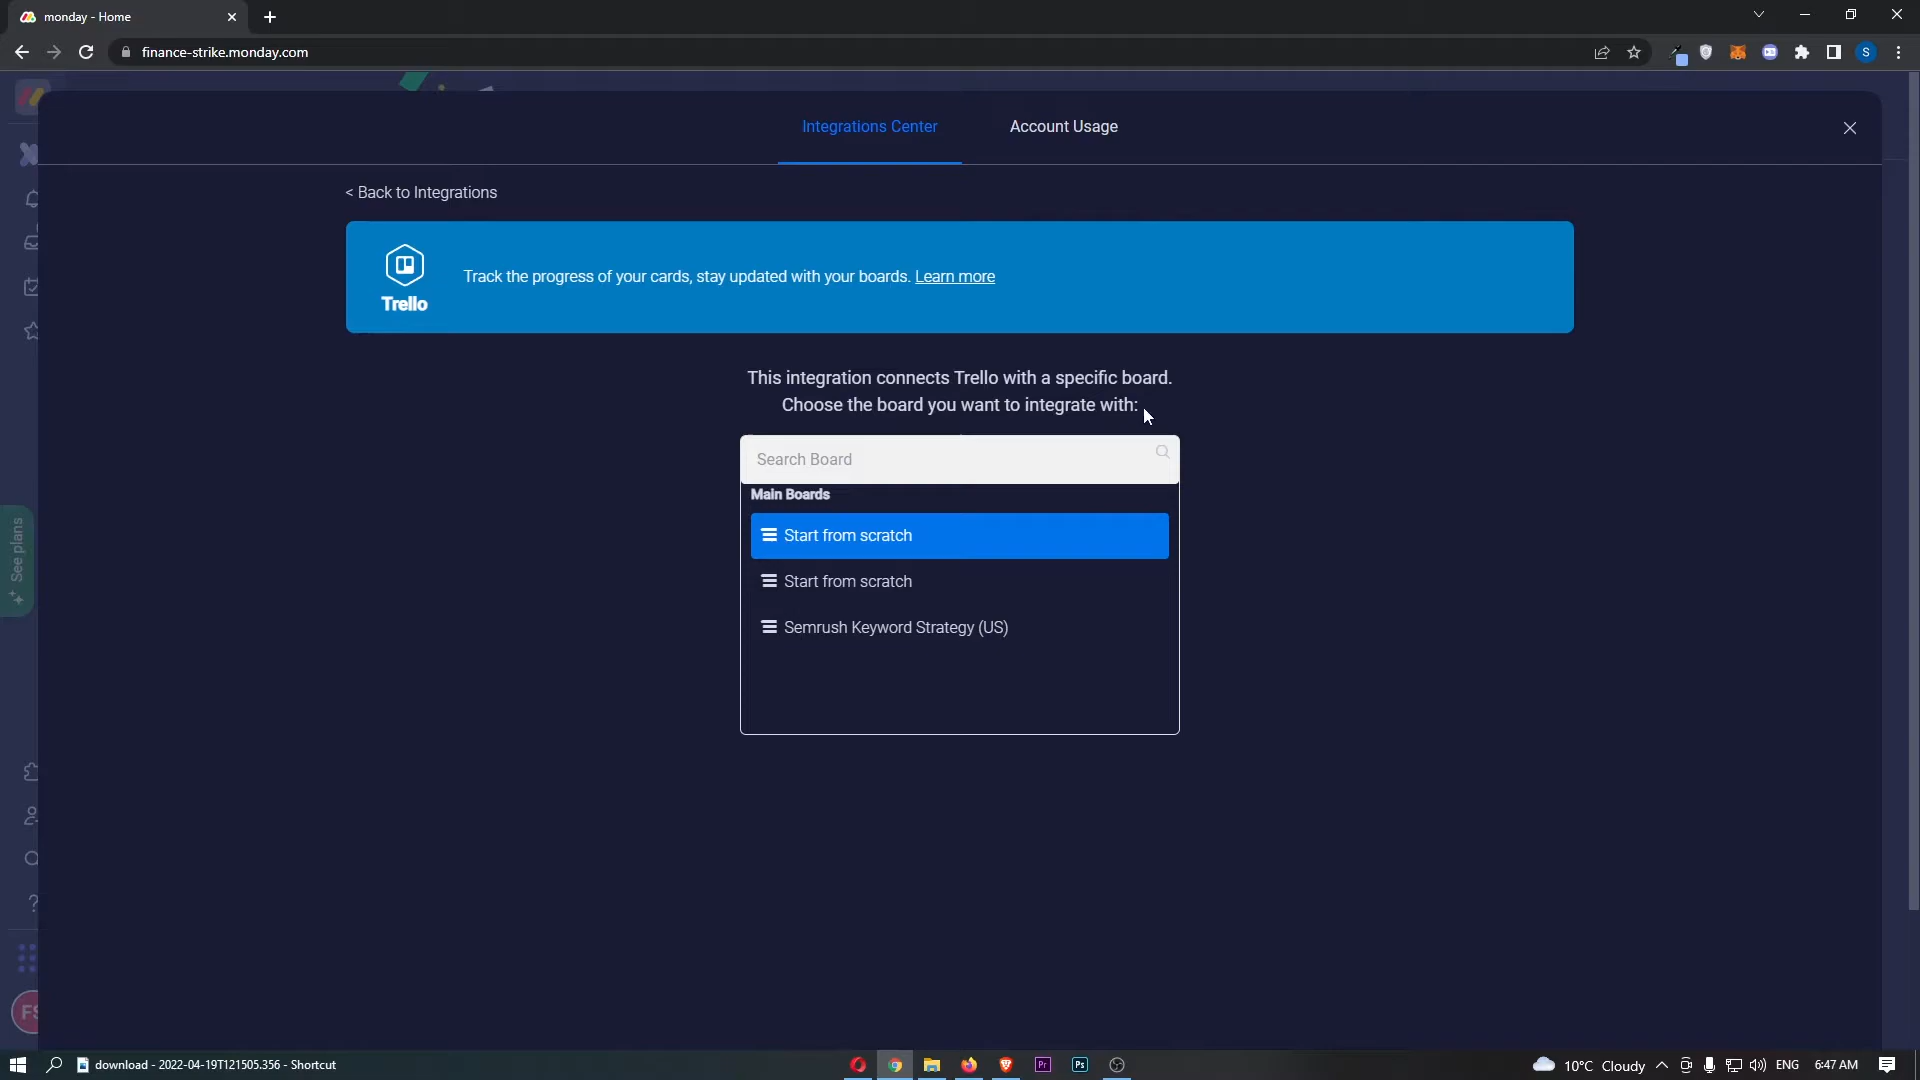 monday - Home
finance-strike.monday.com
S
Integrations Center
Account Usage
< Back to Integrations
Trello
Track the progress of your cards, stay updated with your boards. Learn more
This integration connects Trello with a specific board.
Choose the board you want to integrate with:
Search Board
Main Boards
Start from scratch
Start from scratch
Semrush Keyword Strategy (US)
See plans
FS
download - 2022-04-19T121505.356 - Shortcut
Pr
Ps
10°C Cloudy
ENG
6:47 AM